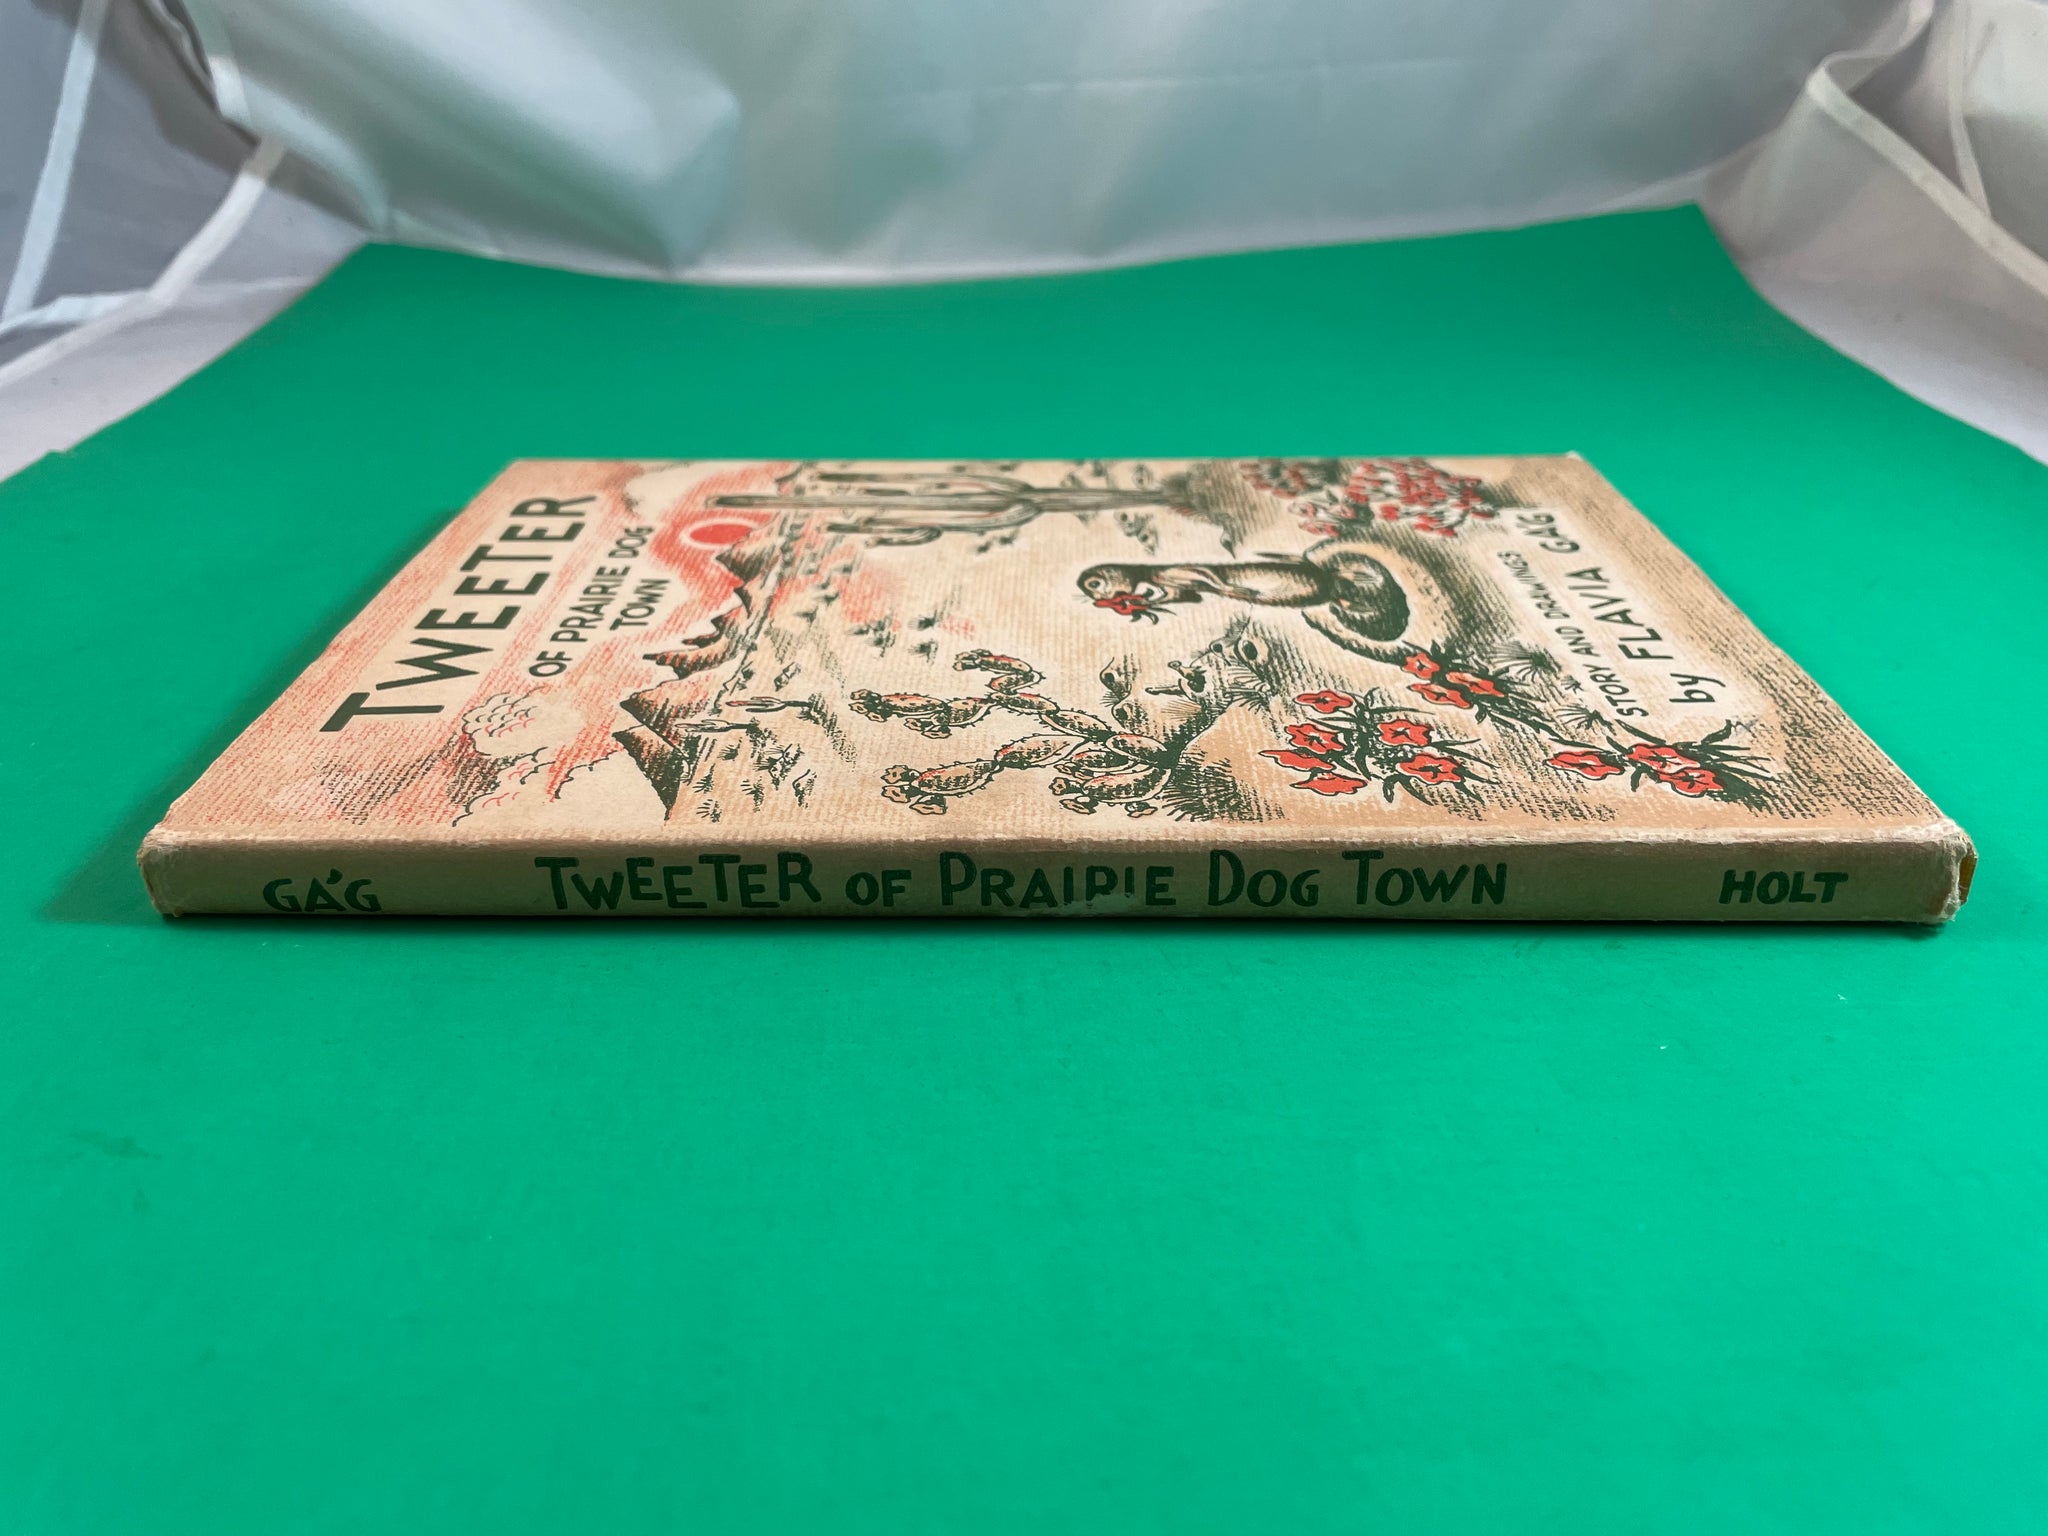 TWEETER
OF PRAIRIE DOG
TOWN
STORY AND DRAWINGS
by FLAVIA GÁG
GÁG TWEETER OF PRAIRIE DOG TOWN HOLT